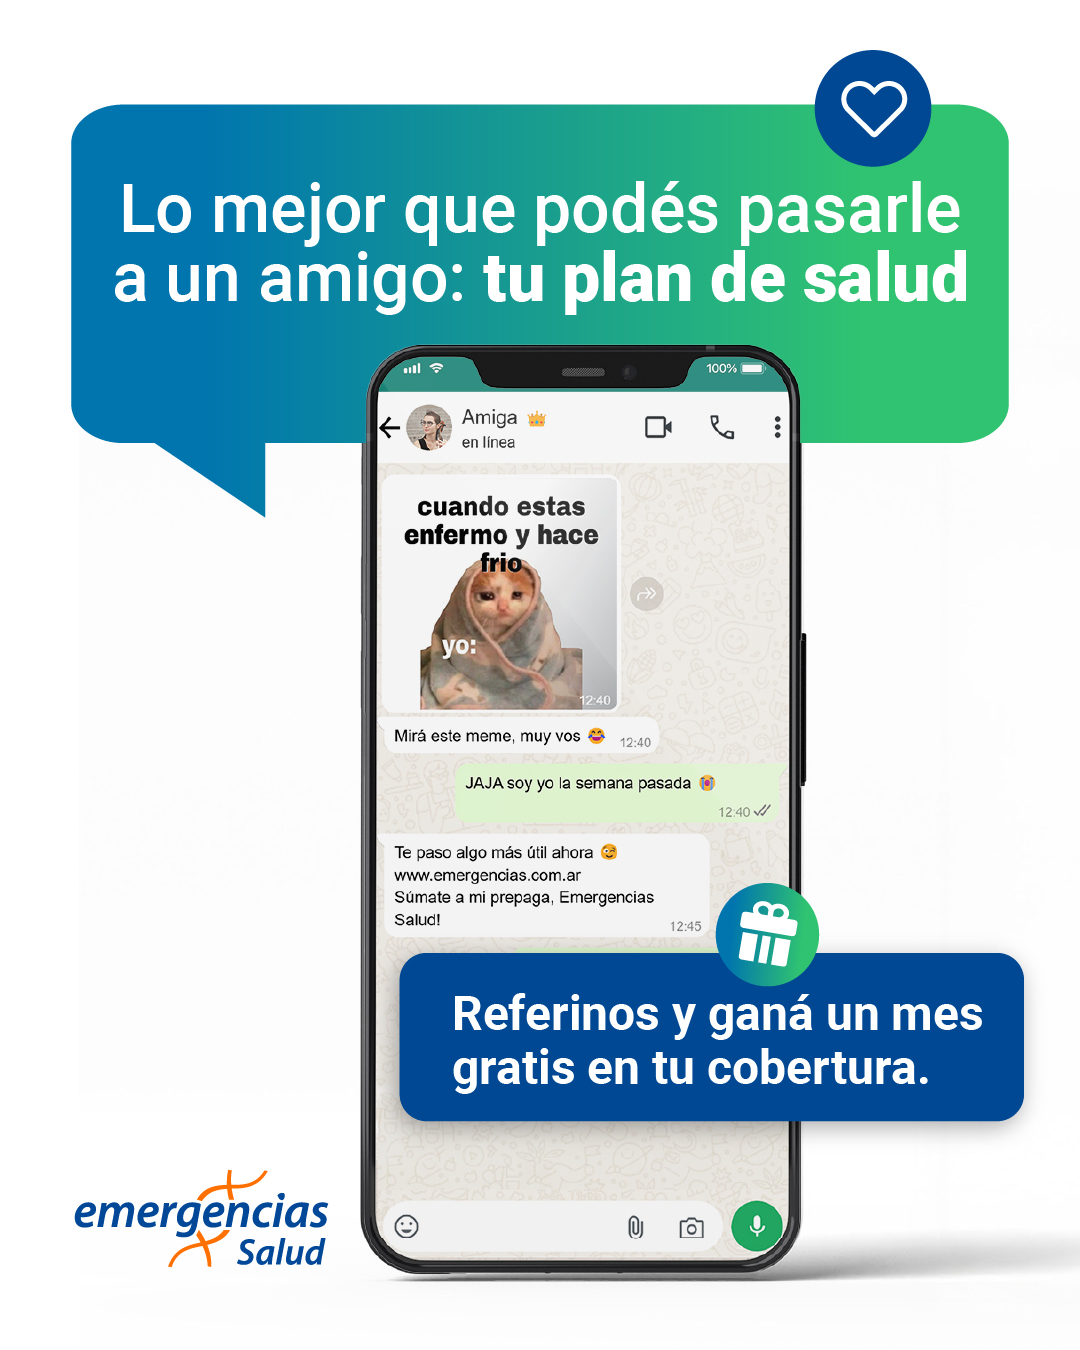 Lo mejor que podés pasarle
a un amigo: tu plan de salud
100%
Amiga
en línea
cuando estas
enfermo y hace
frio
yo:
12:40
Mirá este meme, muy vos
12:40
JAJA soy yo la semana pasada
12:40
Te paso algo más útil ahora
www.emergencias.com.ar
Súmate a mi prepaga, Emergencias
Salud!
12:45
Referinos y ganá un mes
gratis en tu cobertura.
emergencias
Salud